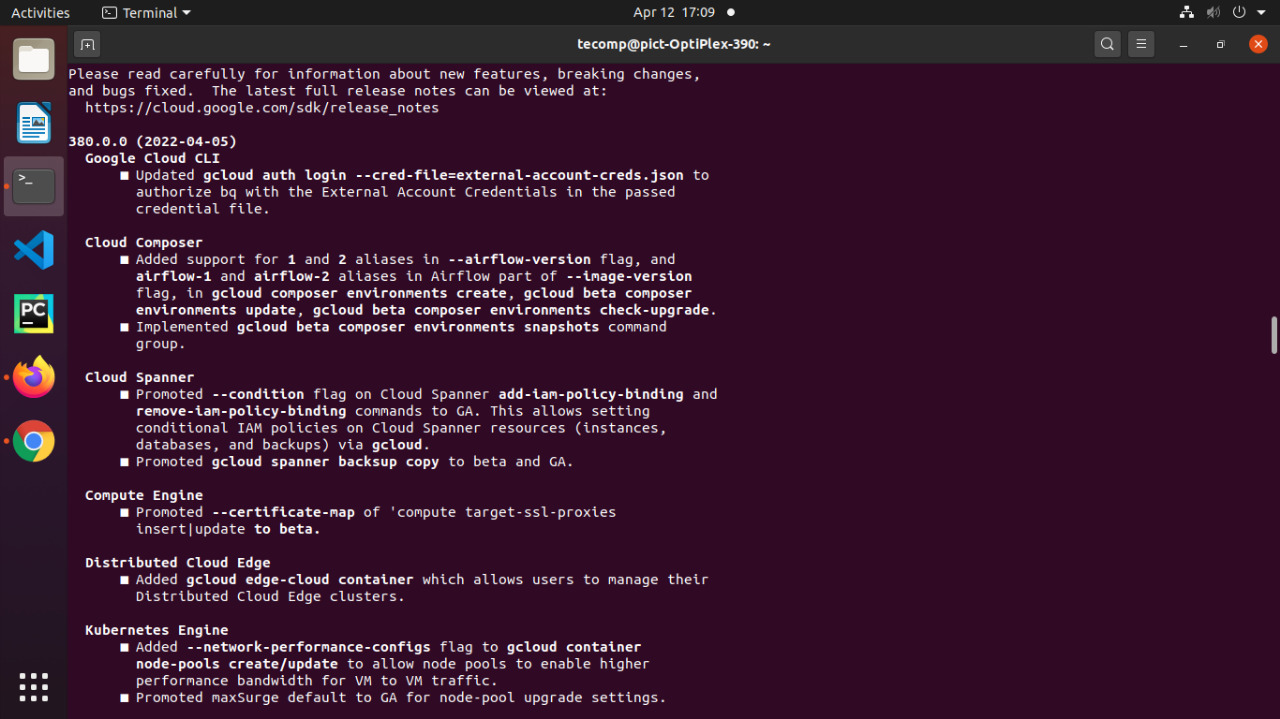 Activities
Terminal
Apr 12 17:09
tecomp@pict-OptiPlex-390: ~
Please read carefully for information about new features, breaking changes,
and bugs fixed.  The latest full release notes can be viewed at:
https://cloud.google.com/sdk/release_notes
380.0.0 (2022-04-05)
Google Cloud CLI
■ Updated gcloud auth login --cred-file=external-account-creds.json to
authorize bq with the External Account Credentials in the passed
credential file.
Cloud Composer
■ Added support for 1 and 2 aliases in --airflow-version flag, and
airflow-1 and airflow-2 aliases in Airflow part of --image-version
flag, in gcloud composer environments create, gcloud beta composer
environments update, gcloud beta composer environments check-upgrade.
■ Implemented gcloud beta composer environments snapshots command
group.
Cloud Spanner
■ Promoted --condition flag on Cloud Spanner add-iam-policy-binding and
remove-iam-policy-binding commands to GA. This allows setting
conditional IAM policies on Cloud Spanner resources (instances,
databases, and backups) via gcloud.
■ Promoted gcloud spanner backsup copy to beta and GA.
Compute Engine
■ Promoted --certificate-map of 'compute target-ssl-proxies
insert|update to beta.
Distributed Cloud Edge
■ Added gcloud edge-cloud container which allows users to manage their
Distributed Cloud Edge clusters.
Kubernetes Engine
■ Added --network-performance-configs flag to gcloud container
node-pools create/update to allow node pools to enable higher
performance bandwidth for VM to VM traffic.
■ Promoted maxSurge default to GA for node-pool upgrade settings.
PC